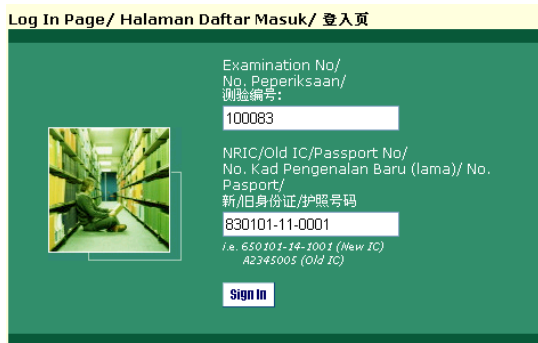 Log In Page/ Halaman Daftar Masuk/ 登入页
Examination No/
No. Peperiksaan/
测验编号:
100083
NRIC/Old IC/Passport No/
No. Kad Pengenalan Baru (lama)/ No.
Pasport/
新/旧身份证/护照号码
830101-11-0001
i.e. 650101-14-1001 (New IC)
A2345005 (Old IC)
Sign In